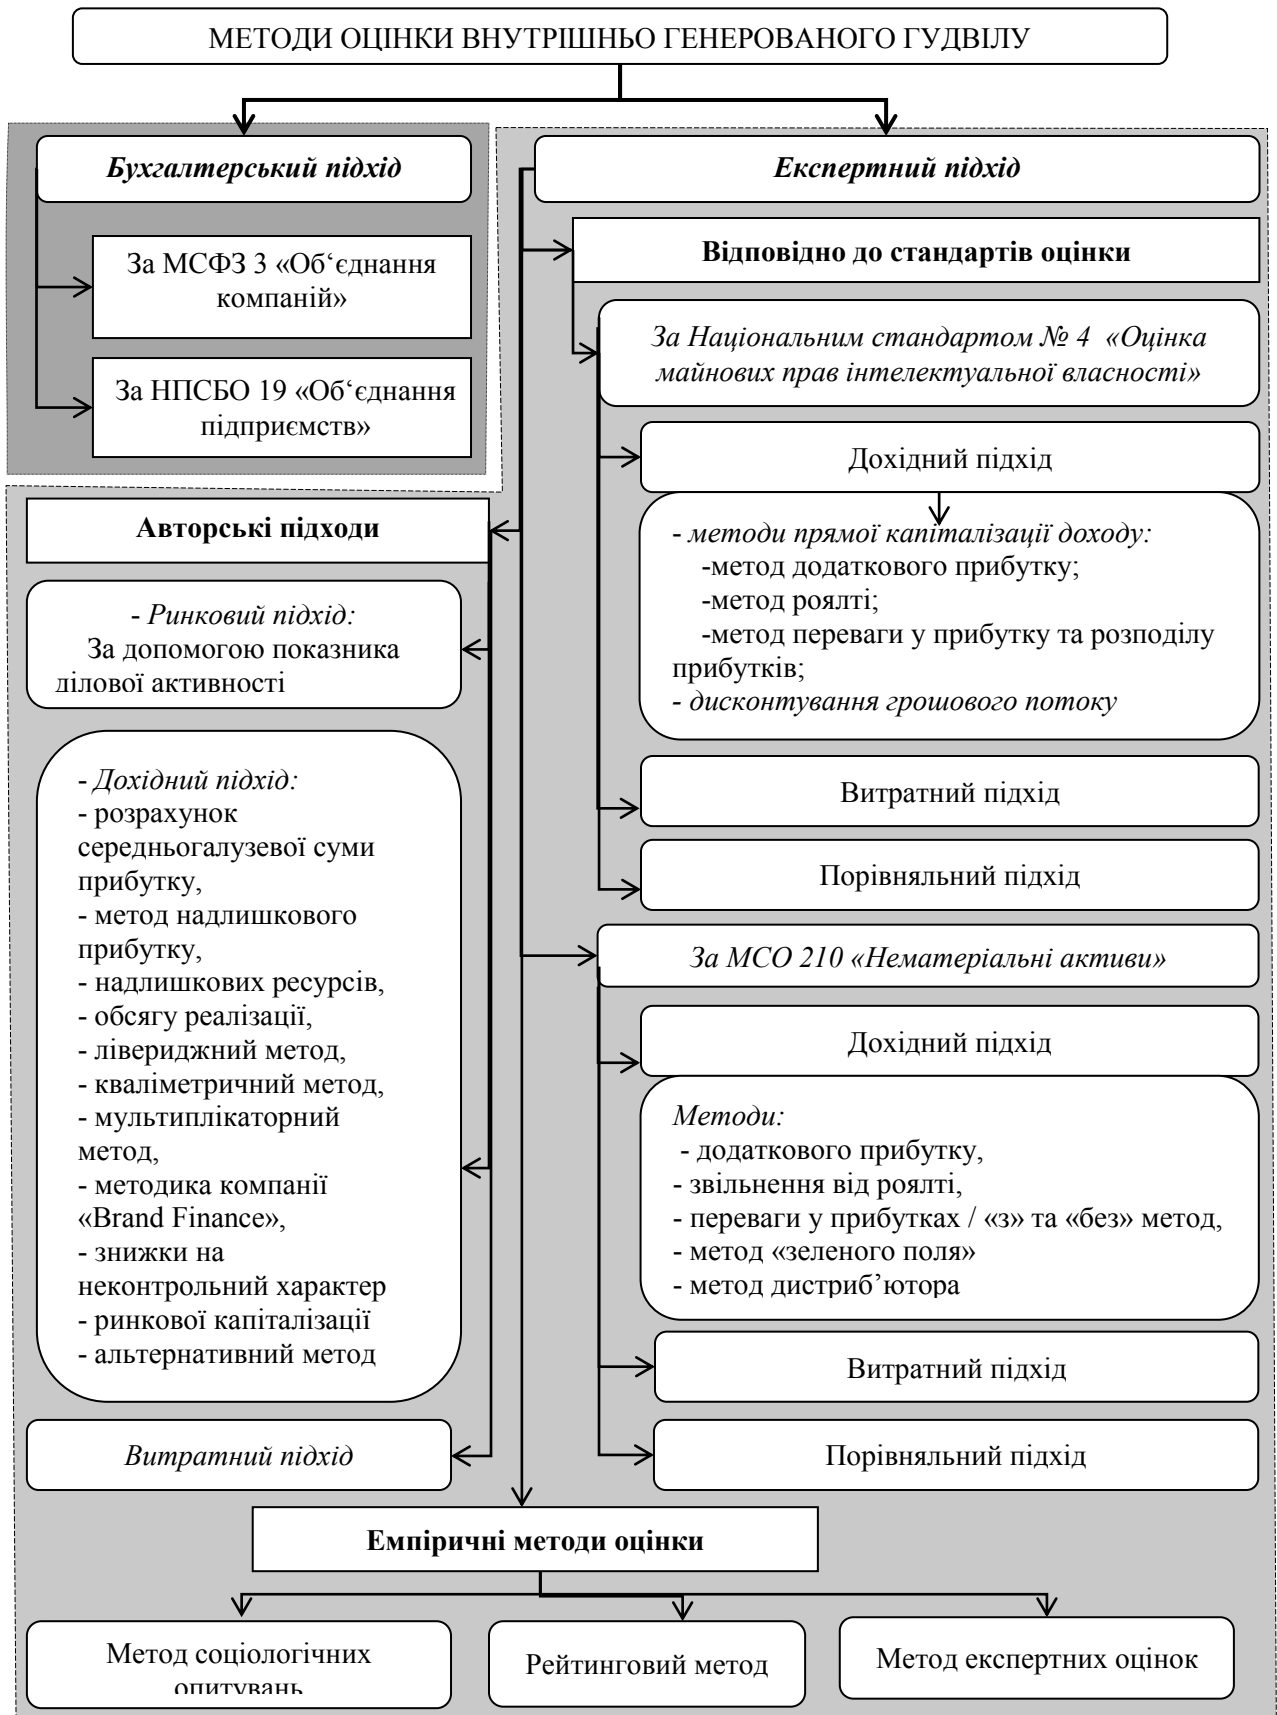 МЕТОДИ ОЦІНКИ ВНУТРІШНЬО ГЕНЕРОВАНОГО ГУДВІЛУ
Бухгалтерський підхід
За МСФЗ 3 «Об‘єднання
компаній»
За НПСБО 19 «Об‘єднання
підприємств»
Експертний підхід
Відповідно до стандартів оцінки
За Національним стандартом № 4 «Оцінка
майнових прав інтелектуальної власності»
Дохідний підхід
- методи прямої капіталізації доходу:
-метод додаткового прибутку;
-метод роялті;
-метод переваги у прибутку та розподілу
прибутків;
- дисконтування грошового потоку
Витратний підхід
Порівняльний підхід
За МСО 210 «Нематеріальні активи»
Дохідний підхід
Методи:
- додаткового прибутку,
- звільнення від роялті,
- переваги у прибутках / «з» та «без» метод,
- метод «зеленого поля»
- метод дистриб’ютора
Витратний підхід
Порівняльний підхід
Авторські підходи
- Ринковий підхід:
За допомогою показника
ділової активності
- Дохідний підхід:
- розрахунок
середньогалузевої суми
прибутку,
- метод надлишкового
прибутку,
- надлишкових ресурсів,
- обсягу реалізації,
- лівериджний метод,
- кваліметричний метод,
- мультиплікаторний
метод,
- методика компанії
«Brand Finance»,
- знижки на
неконтрольний характер
- ринкової капіталізації
- альтернативний метод
Витратний підхід
Емпіричні методи оцінки
Метод соціологічних
опитувань
Рейтинговий метод
Метод експертних оцінок